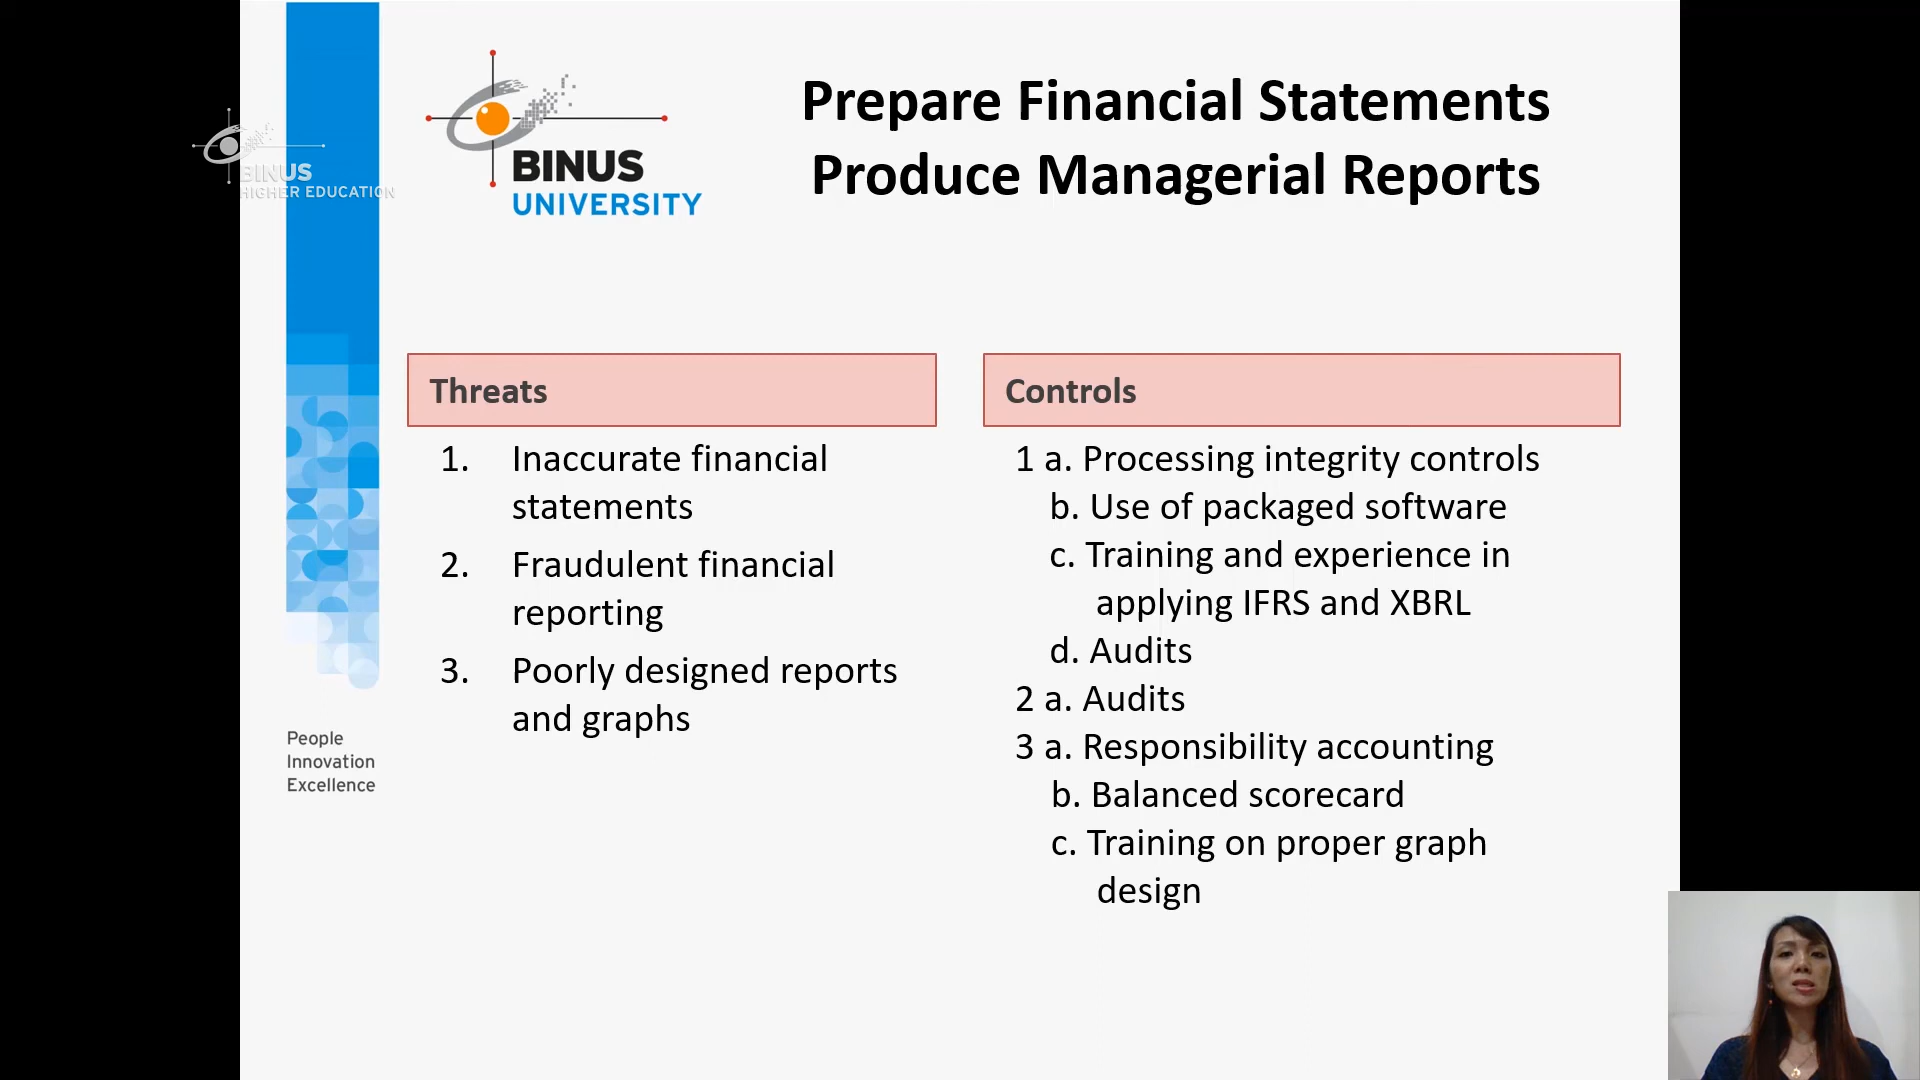 BINUS
HIGHER EDUCATION
BINUS
UNIVERSITY
Prepare Financial Statements
Produce Managerial Reports
Threats
1. Inaccurate financial
statements
2. Fraudulent financial
reporting
3. Poorly designed reports
and graphs
Controls
1 a. Processing integrity controls
b. Use of packaged software
c. Training and experience in
applying IFRS and XBRL
d. Audits
2 a. Audits
3 a. Responsibility accounting
b. Balanced scorecard
c. Training on proper graph
design
People
Innovation
Excellence